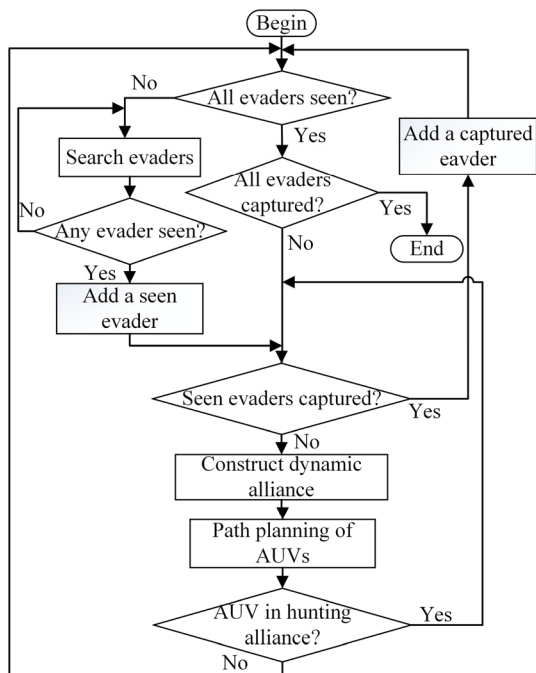 Begin
All evaders seen?
No
Yes
Search evaders
Any evader seen?
No
Yes
Add a seen
evader
All evaders
captured?
Yes
No
End
Add a captured
eavder
Seen evaders captured?
Yes
No
Construct dynamic
alliance
Path planning of
AUVs
AUV in hunting
alliance?
Yes
No